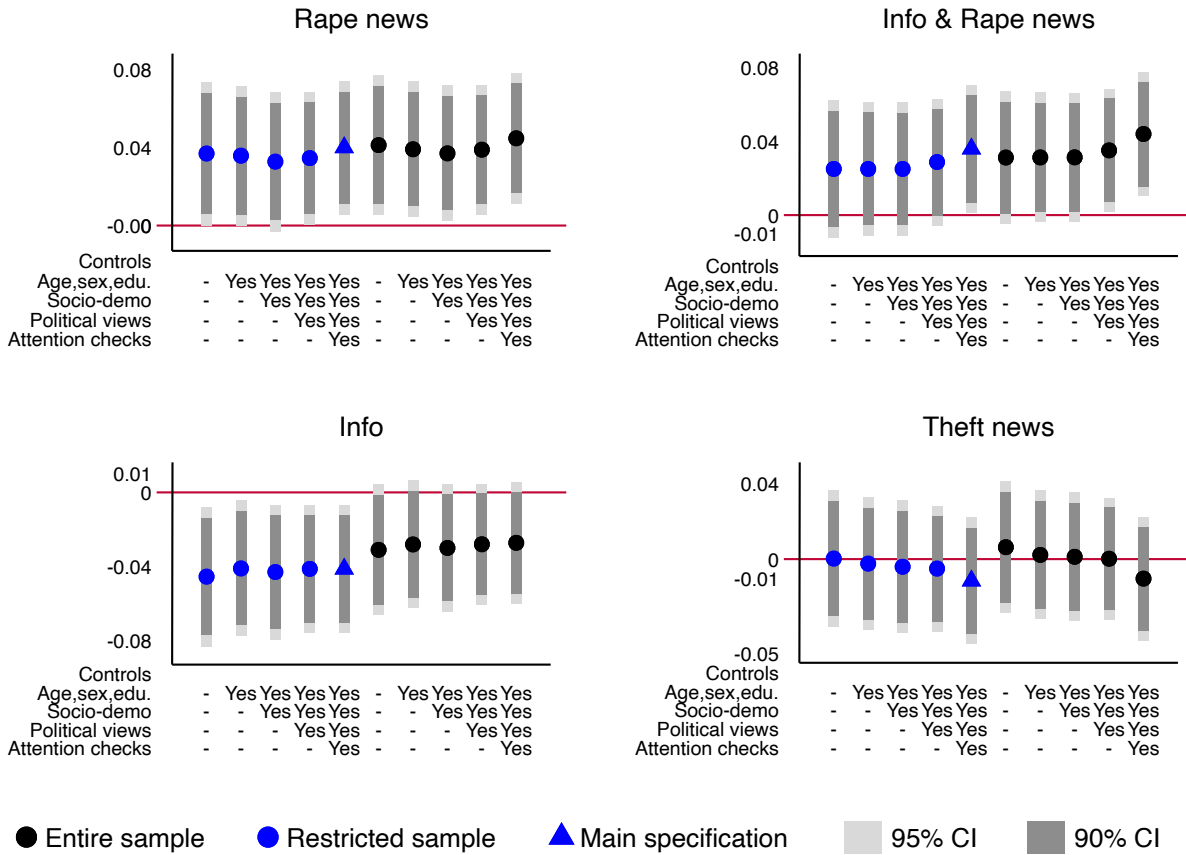 Rape news
0.08
0.04
-0.00
0
Controls
Age,sex,edu. - Yes Yes Yes Yes - Yes Yes Yes Yes
Socio-demo - - Yes Yes Yes - - Yes Yes Yes
Political views - - - Yes Yes - - - Yes Yes
Attention checks - - - - Yes - - - - Yes
Info & Rape news
0.08
0.04
0
-0.01
Controls
Age,sex,edu. - Yes Yes Yes Yes - Yes Yes Yes Yes
Socio-demo - - Yes Yes Yes - - Yes Yes Yes
Political views - - - Yes Yes - - - Yes Yes
Attention checks - - - - Yes - - - - Yes
Info
0.01
0
-0.04
-0.08
Controls
Age,sex,edu. - Yes Yes Yes Yes - Yes Yes Yes Yes
Socio-demo - - Yes Yes Yes - - Yes Yes Yes
Political views - - - Yes Yes - - - Yes Yes
Attention checks - - - - Yes - - - - Yes
Theft news
0.04
0
-0.01
-0.05
Controls
Age,sex,edu. - Yes Yes Yes Yes - Yes Yes Yes Yes
Socio-demo - - Yes Yes Yes - - Yes Yes Yes
Political views - - - Yes Yes - - - Yes Yes
Attention checks - - - - Yes - - - - Yes
Entire sample Restricted sample Main specification 95% CI 90% CI